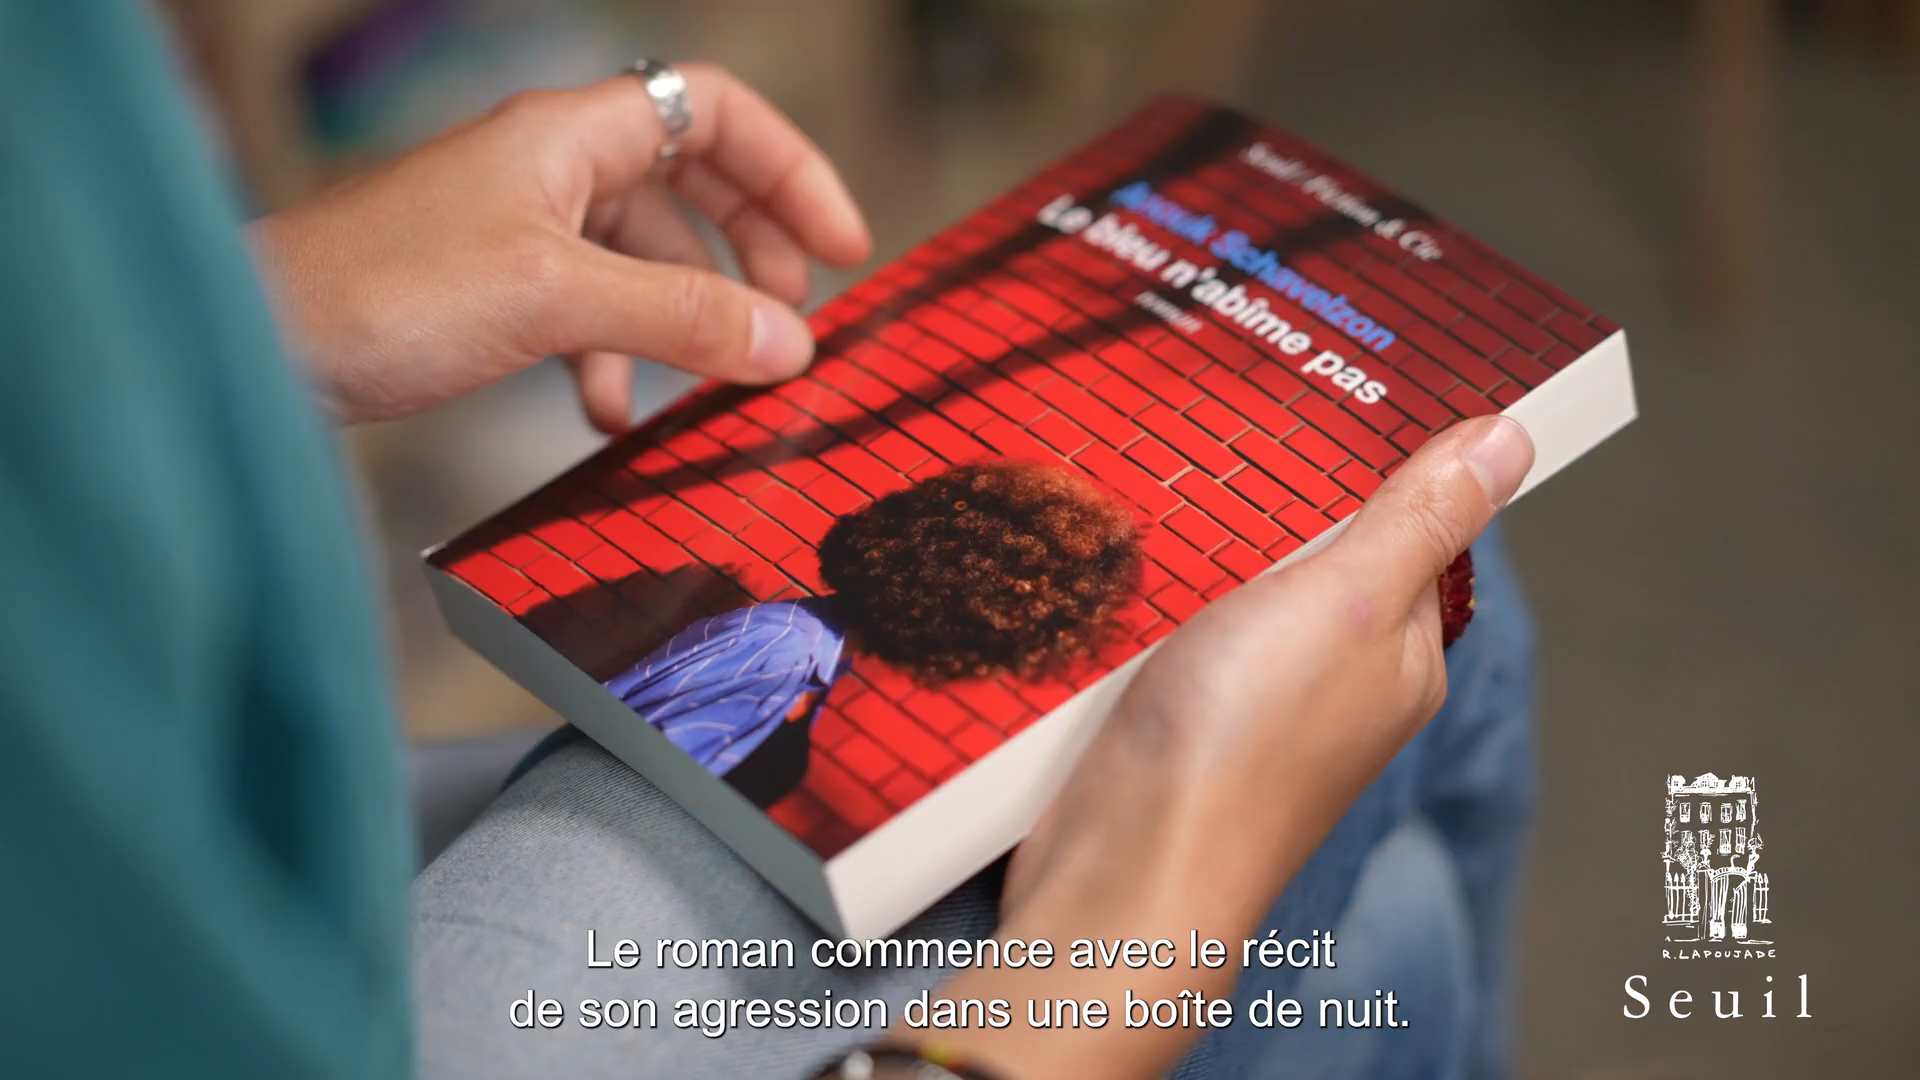 Seuil / Fiction & Cie
Anouk Schavelzon
Le bleu n'abîme pas
roman
R. LAPOUJADE
Seuil
Le roman commence avec le récit
de son agression dans une boîte de nuit.